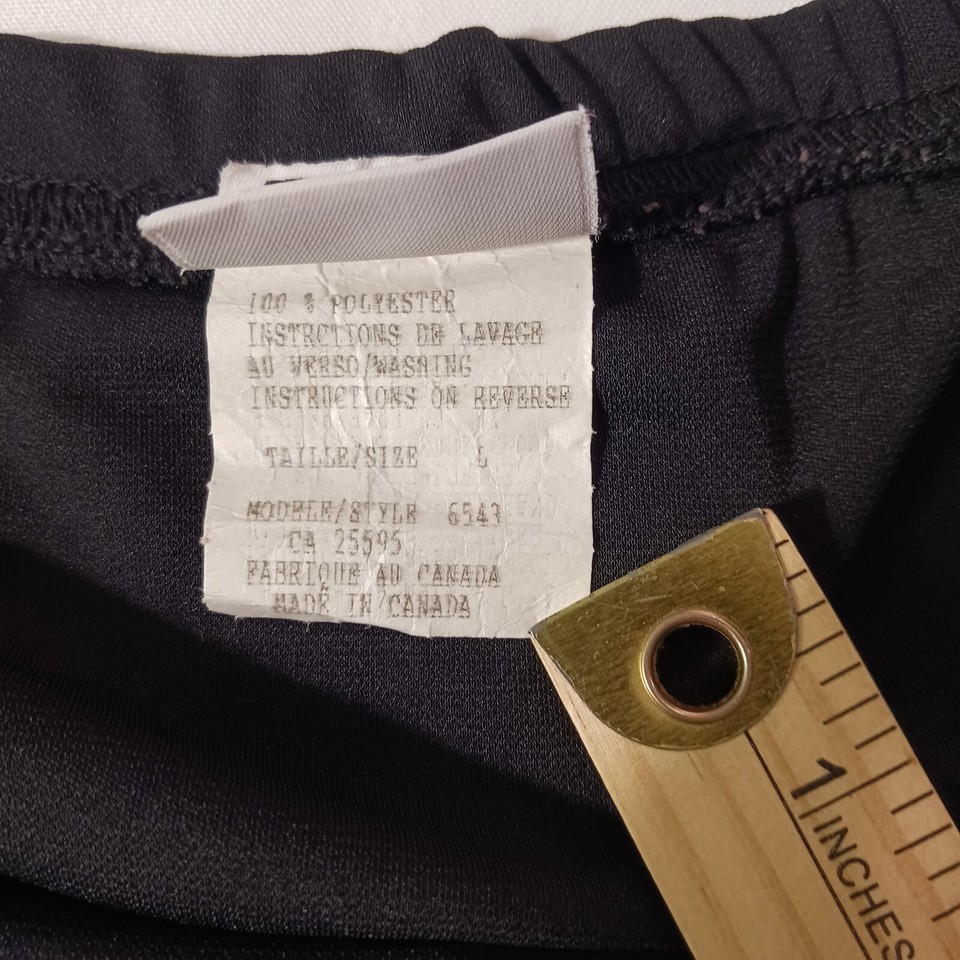 100 % POLYESTER
INSTRCTIONS DE LAVAGE
AU VERSO/WASHING
INSTRUCTIONS ON REVERSE
TAILLE/SIZE L
MODELE/STYLE 6543
CA 25595
FABRIQUE AU CANADA
MADE IN CANADA
1
INCHES